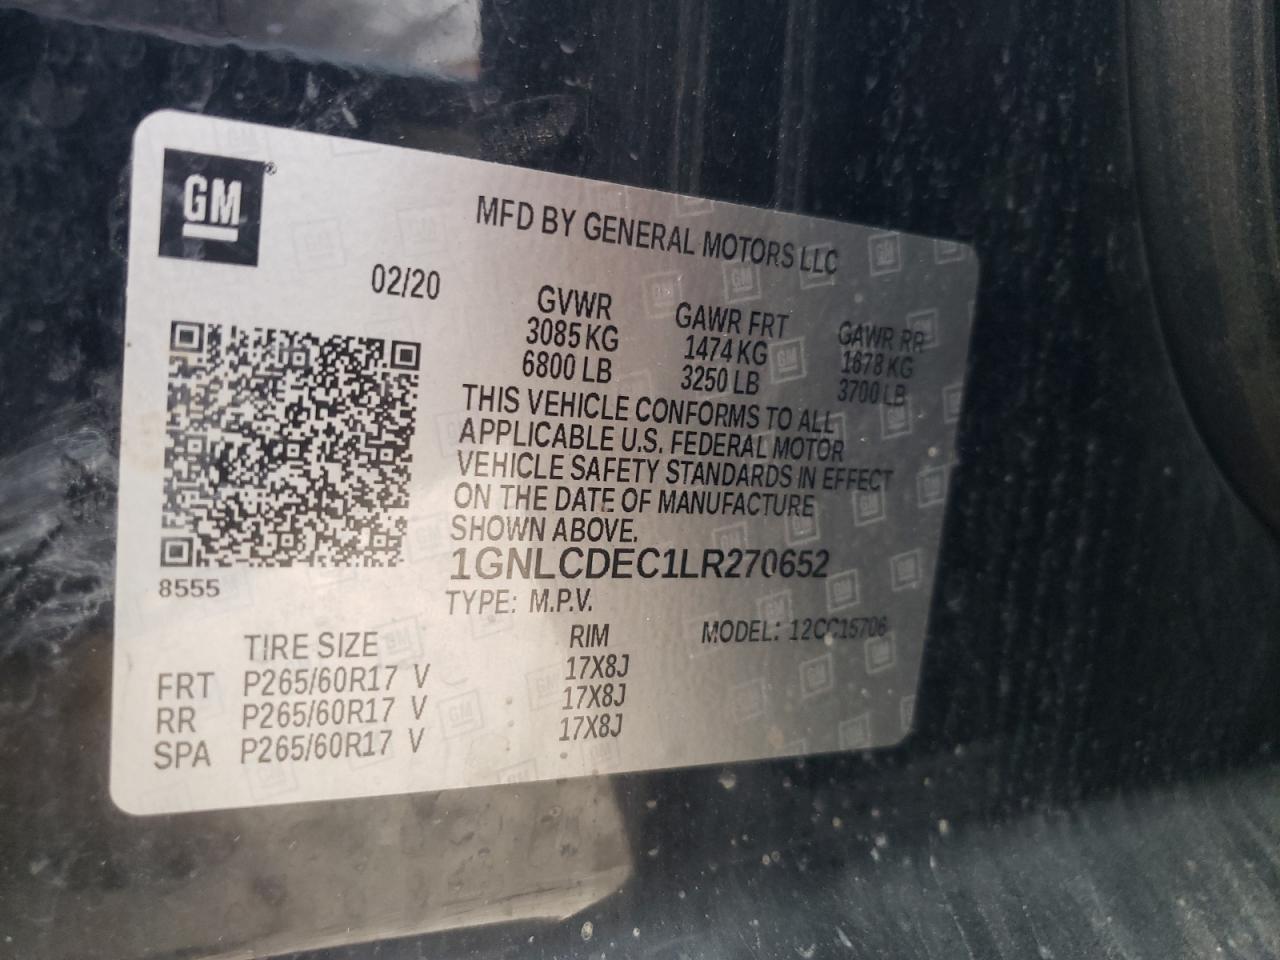 GM
MFD BY GENERAL MOTORS LLC
02/20
GVWR GAWR FRT GAWR RR
3085 KG 1474 KG 1678 KG
6800 LB 3250 LB 3700 LB
THIS VEHICLE CONFORMS TO ALL
APPLICABLE U.S. FEDERAL MOTOR
VEHICLE SAFETY STANDARDS IN EFFECT
ON THE DATE OF MANUFACTURE
SHOWN ABOVE.
1GNLCDEC1LR270652
8555
TYPE: M.P.V.
MODEL: 12CC15706
TIRE SIZE RIM
FRT P265/60R17 V 17X8J
RR P265/60R17 V 17X8J
SPA P265/60R17 V 17X8J